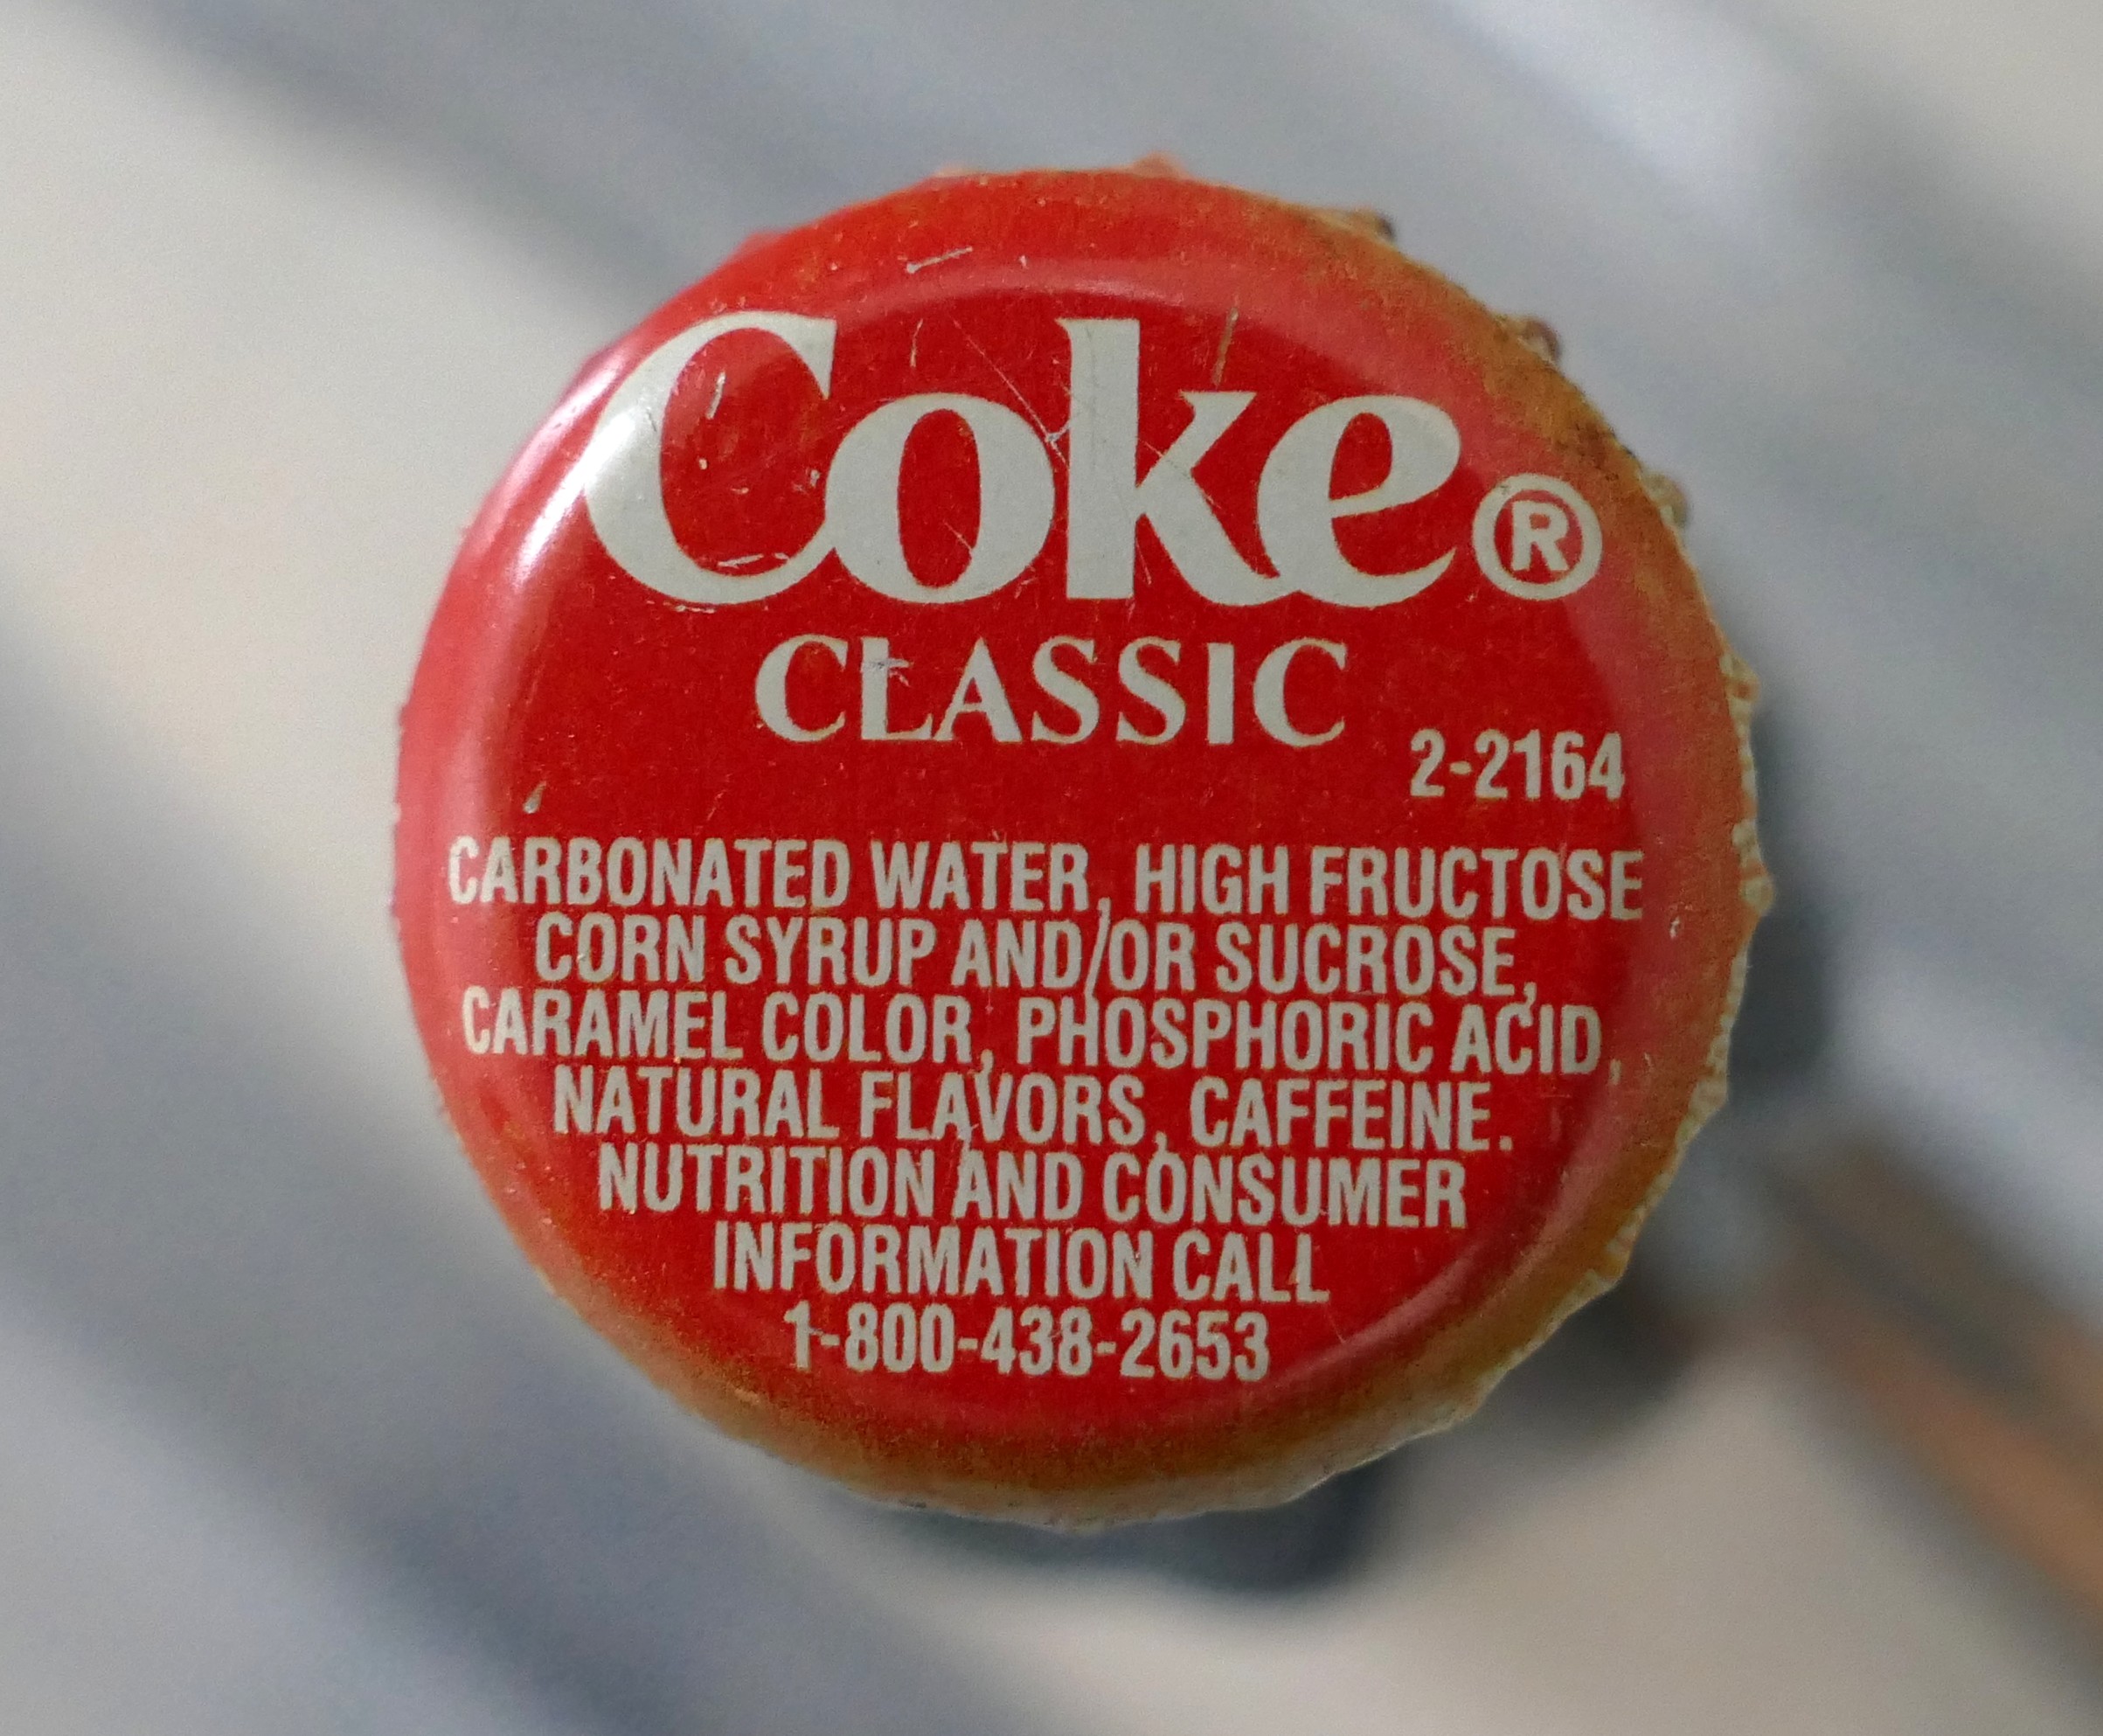 Coke®
CLASSIC
2-2164
CARBONATED WATER, HIGH FRUCTOSE
CORN SYRUP AND/OR SUCROSE,
CARAMEL COLOR, PHOSPHORIC ACID,
NATURAL FLAVORS, CAFFEINE.
NUTRITION AND CONSUMER
INFORMATION CALL
1-800-438-2653